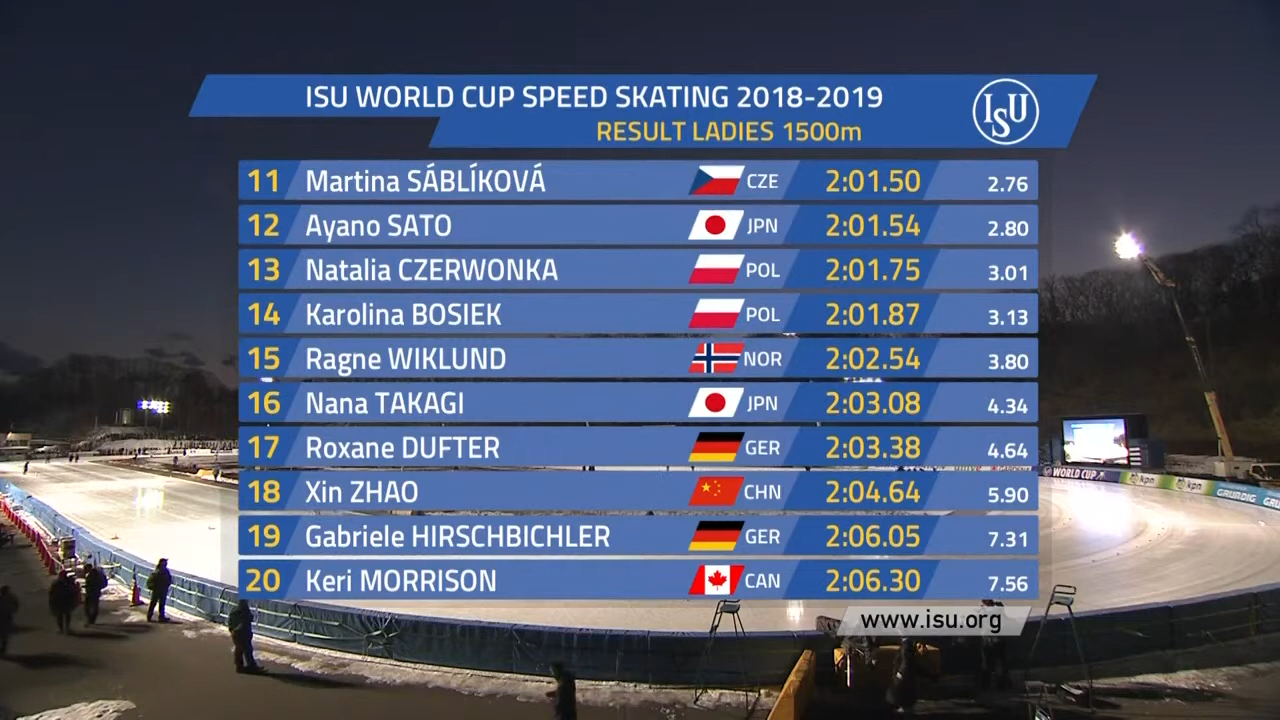 ISU WORLD CUP SPEED SKATING 2018-2019
RESULT LADIES 1500m
ISU
11 Martina SÁBLÍKOVÁ CZE 2:01.50 2.76
12 Ayano SATO JPN 2:01.54 2.80
13 Natalia CZERWONKA POL 2:01.75 3.01
14 Karolina BOSIEK POL 2:01.87 3.13
15 Ragne WIKLUND NOR 2:02.54 3.80
16 Nana TAKAGI JPN 2:03.08 4.34
17 Roxane DUFTER GER 2:03.38 4.64
18 Xin ZHAO CHN 2:04.64 5.90
19 Gabriele HIRSCHBICHLER GER 2:06.05 7.31
20 Keri MORRISON CAN 2:06.30 7.56
WORLD CUP kpn kpn GRUNDIG
www.isu.org